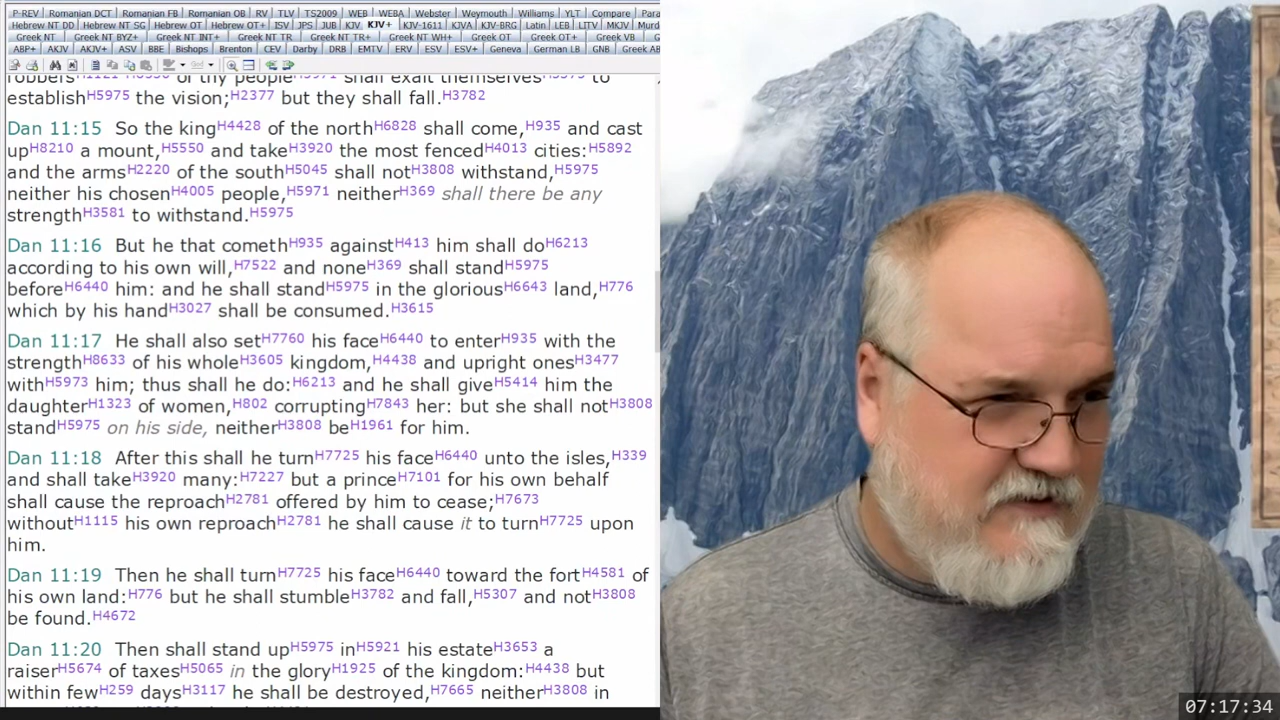 P-REV Romanian DCT Romanian FB Romanian OB RV TLV TS2009 WEB WEBA Webster Weymouth Williams YLT Compare Para
Hebrew NT DD Hebrew NT SG Hebrew OT Hebrew OT+ ISV JPS JUB KJV KJV+ KJV-1611 KJVA KJV-BRG Latin LEB LITV MKJV Murd
Greek NT Greek NT BYZ+ Greek NT INT+ Greek NT TR Greek NT TR+ Greek NT WH+ Greek OT Greek OT+ Greek VB
ABP+ AKJV AKJV+ ASV BBE Bishops Brenton CEV Darby DRB EMTV ERV ESV ESV+ Geneva German LB GNB Greek AB
robbers of thy people shall exalt themselves to
establishH5975 the vision;H2377 but they shall fall.H3782
Dan 11:15 So the kingH4428 of the northH6828 shall come,H935 and cast
upH8210 a mount,H5550 and takeH3920 the most fencedH4013 cities:H5892
and the armsH2220 of the southH5045 shall notH3808 withstand,H5975
neither his chosenH4005 people,H5971 neitherH369 shall there be any
strengthH3581 to withstand.H5975
Dan 11:16 But he that comethH935 againstH413 him shall doH6213
according to his own will,H7522 and noneH369 shall standH5975
beforeH6440 him: and he shall standH5975 in the gloriousH6643 land,H776
which by his handH3027 shall be consumed.H3615
Dan 11:17 He shall also setH7760 his faceH6440 to enterH935 with the
strengthH8633 of his wholeH3605 kingdom,H4438 and upright onesH3477
withH5973 him; thus shall he do:H6213 and he shall giveH5414 him the
daughterH1323 of women,H802 corruptingH7843 her: but she shall notH3808
standH5975 on his side, neitherH3808 beH1961 for him.
Dan 11:18 After this shall he turnH7725 his faceH6440 unto the isles,H339
and shall takeH3920 many:H7227 but a princeH7101 for his own behalf
shall cause the reproachH2781 offered by him to cease;H7673
withoutH1115 his own reproachH2781 he shall cause it to turnH7725 upon
him.
Dan 11:19 Then he shall turnH7725 his faceH6440 toward the fortH4581 of
his own land:H776 but he shall stumbleH3782 and fall,H5307 and notH3808
be found.H4672
Dan 11:20 Then shall stand upH5975 inH5921 his estateH3653 a
raiserH5674 of taxesH5065 in the gloryH1925 of the kingdom:H4438 but
within fewH259 daysH3117 he shall be destroyed,H7665 neitherH3808 in
07:17:34